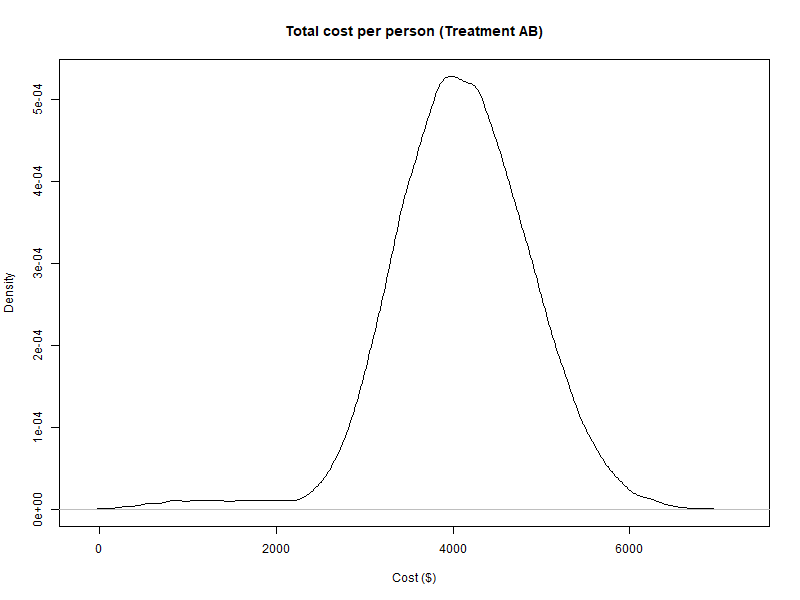 Total cost per person (Treatment AB)
5e-04
4e-04
3e-04
2e-04
1e-04
0e+00
Density
0
2000
4000
6000
Cost ($)